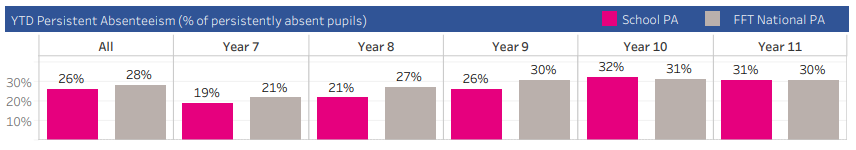 YTD Persistent Absenteeism (% of persistently absent pupils) School PA FFT National PA
All Year 7 Year 8 Year 9 Year 10 Year 11
26% 28% 19% 21% 21% 27% 26% 30% 32% 31% 31% 30%
30%
20%
10%